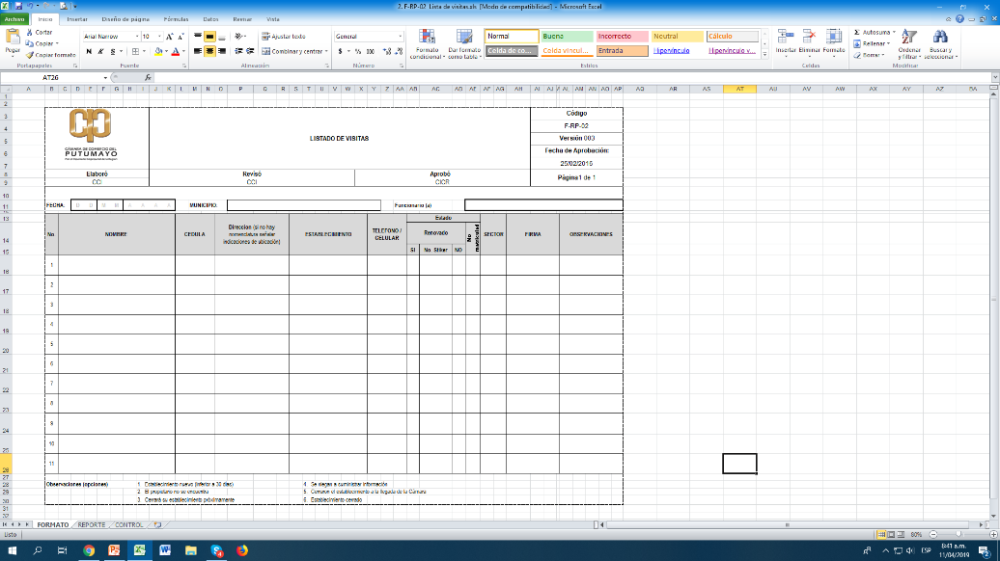 2. F-RP-02 Lista de visitas.xls [Modo de compatibilidad] - Microsoft Excel
Archivo Inicio Insertar Diseño de página Fórmulas Datos Revisar Vista
Pegar
Cortar
Copiar
Copiar formato
Portapapeles
Arial Narrow 10
N K S
Fuente
Ajustar texto
Combinar y centrar
Alineación
General
$ % 000
Número
Formato condicional
Dar formato como tabla
Normal Buena Incorrecto Neutral Cálculo
Celda de co... Celda vincul... Entrada Hipervínculo Hipervínculo v...
Estilos
Insertar Eliminar Formato
Celdas
Autosuma
Rellenar
Borrar
Ordenar y filtrar
Buscar y seleccionar
Modificar
AT26
fx
A B C D E F G H I J K L M N O P Q R S T U V W X Y Z AA AB AC AD AE AF AG AH AI AJ AL AM AN AO AP AQ AR AS AT AU AV AW AX AY AZ BA
CÁMARA DE COMERCIO DEL
PUTUMAYO
LISTADO DE VISITAS
Código
F-RP-02
Versión 003
Fecha de Aprobación:
25/02/2016
Página 1 de 1
Elaboró
CCI
Revisó
CCI
Aprobó
CICR
FECHA: D D M M A A A A MUNICIPIO: Funcionario (a)
No NOMBRE CEDULA Direccion (si no hay nomenclatura señalar indicaciones de ubicación) ESTABLECIMIENTO TELEFONO / CELULAR Estado SECTOR FIRMA OBSERVACIONES
Renovado No matriculado
SI No Stiker NO
1
2
3
4
5
6
7
8
9
10
11
Observaciones (opciones)
1 Establecimiento nuevo (inferior a 30 dias)
2 El propietario no se encuentra
3 Cerrará su establecimiento próximamente
4 Se niegan a suministrar información
5 Cerraron el establecimiento a la llegada de la Cámara
6. Establecimiento cerrado
FORMATO REPORTE CONTROL
Listo
80%
ESP
8:41 a.m.
11/04/2019